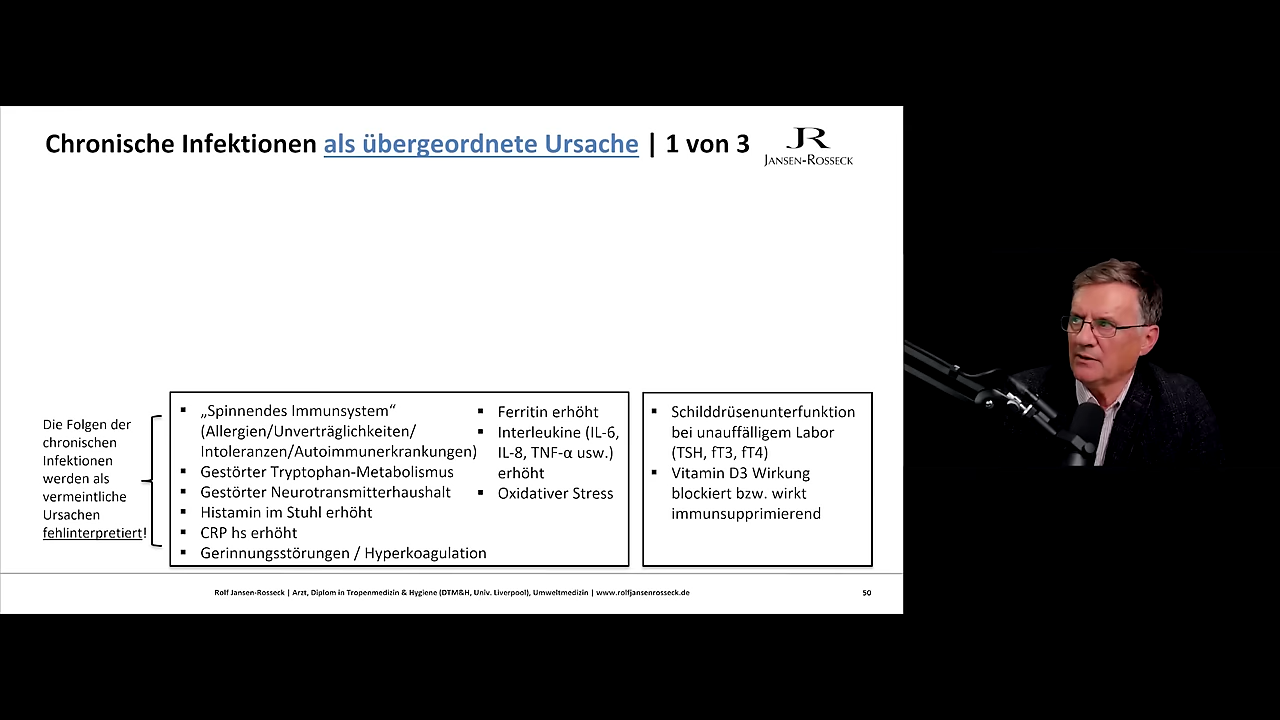 Chronische Infektionen als übergeordnete Ursache | 1 von 3
JR
JANSEN-ROSSECK
Die Folgen der
chronischen
Infektionen
werden als
vermeintliche
Ursachen
fehlinterpretiert!
▪ „Spinnendes Immunsystem“
(Allergien/Unverträglichkeiten/
Intoleranzen/Autoimmunerkrankungen)
▪ Gestörter Tryptophan-Metabolismus
▪ Gestörter Neurotransmitterhaushalt
▪ Histamin im Stuhl erhöht
▪ CRP hs erhöht
▪ Gerinnungsstörungen / Hyperkoagulation
▪ Ferritin erhöht
▪ Interleukine (IL-6,
IL-8, TNF-α usw.)
erhöht
▪ Oxidativer Stress
▪ Schilddrüsenunterfunktion
bei unauffälligem Labor
(TSH, fT3, fT4)
▪ Vitamin D3 Wirkung
blockiert bzw. wirkt
immunsupprimierend
Rolf Jansen-Rosseck | Arzt, Diplom in Tropenmedizin & Hygiene (DTM&H, Univ. Liverpool), Umweltmedizin | www.rolfjansenrosseck.de
50